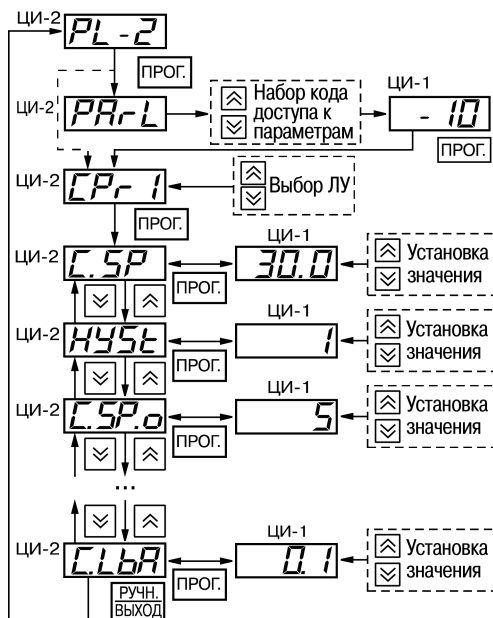 ЦИ-2 PL-2
ПРОГ.
ЦИ-2 PArL
Набор кода доступа к параметрам
ЦИ-1
- 10
ПРОГ.
ЦИ-2 CPr 1
Выбор ЛУ
ПРОГ.
ЦИ-2 C.SP
ПРОГ.
ЦИ-1
30.0
Установка значения
ЦИ-2 HYSt
ПРОГ.
ЦИ-1
1
Установка значения
ЦИ-2 C.SP.o
ПРОГ.
ЦИ-1
5
Установка значения
...
ЦИ-2 C.LbA
ПРОГ.
ЦИ-1
0.1
Установка значения
РУЧН.
ВЫХОД